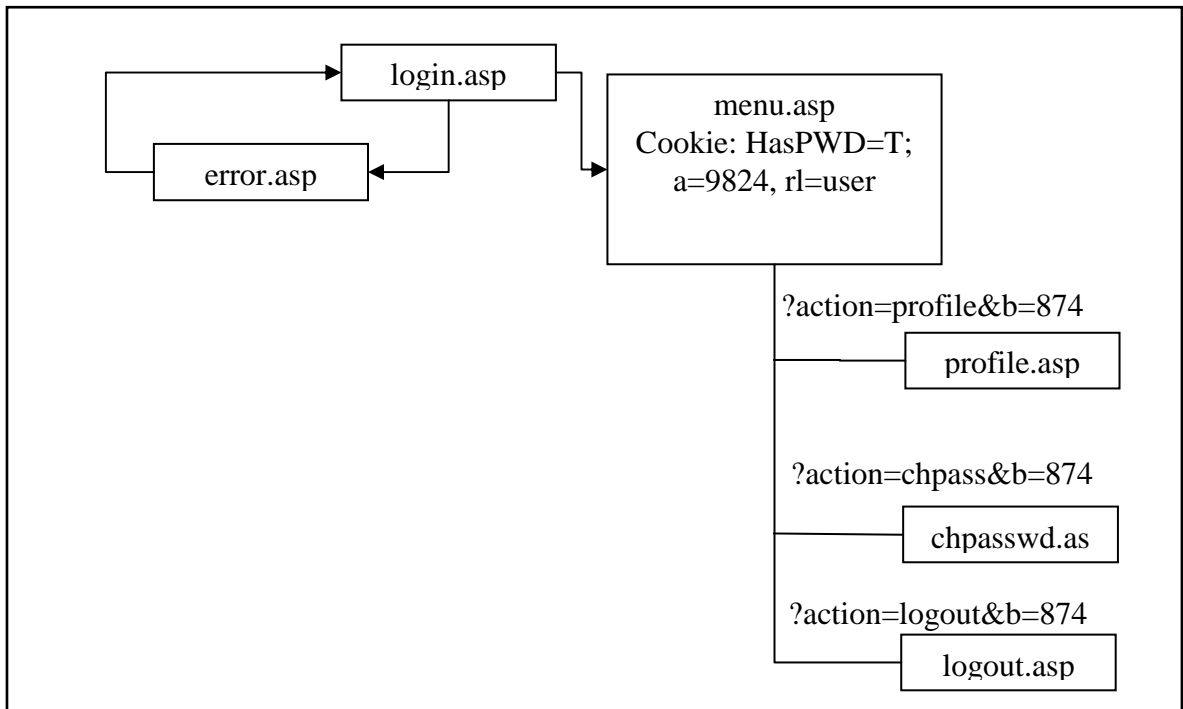 login.asp
error.asp
menu.asp
Cookie: HasPWD=T;
a=9824, rl=user
?action=profile&b=874
profile.asp
?action=chpass&b=874
chpasswd.as
?action=logout&b=874
logout.asp